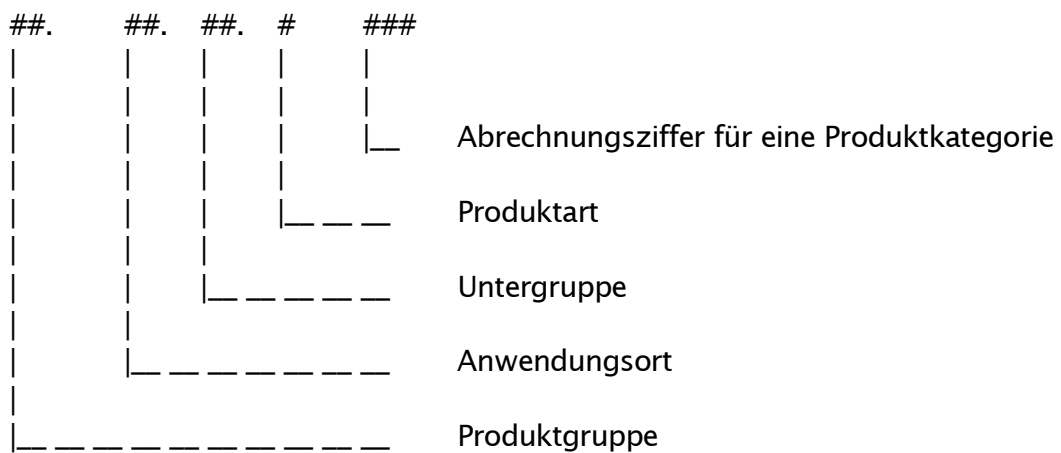 ##. ##. ##. # ###
Abrechnungsziffer für eine Produktkategorie
Produktart
Untergruppe
Anwendungsort
Produktgruppe